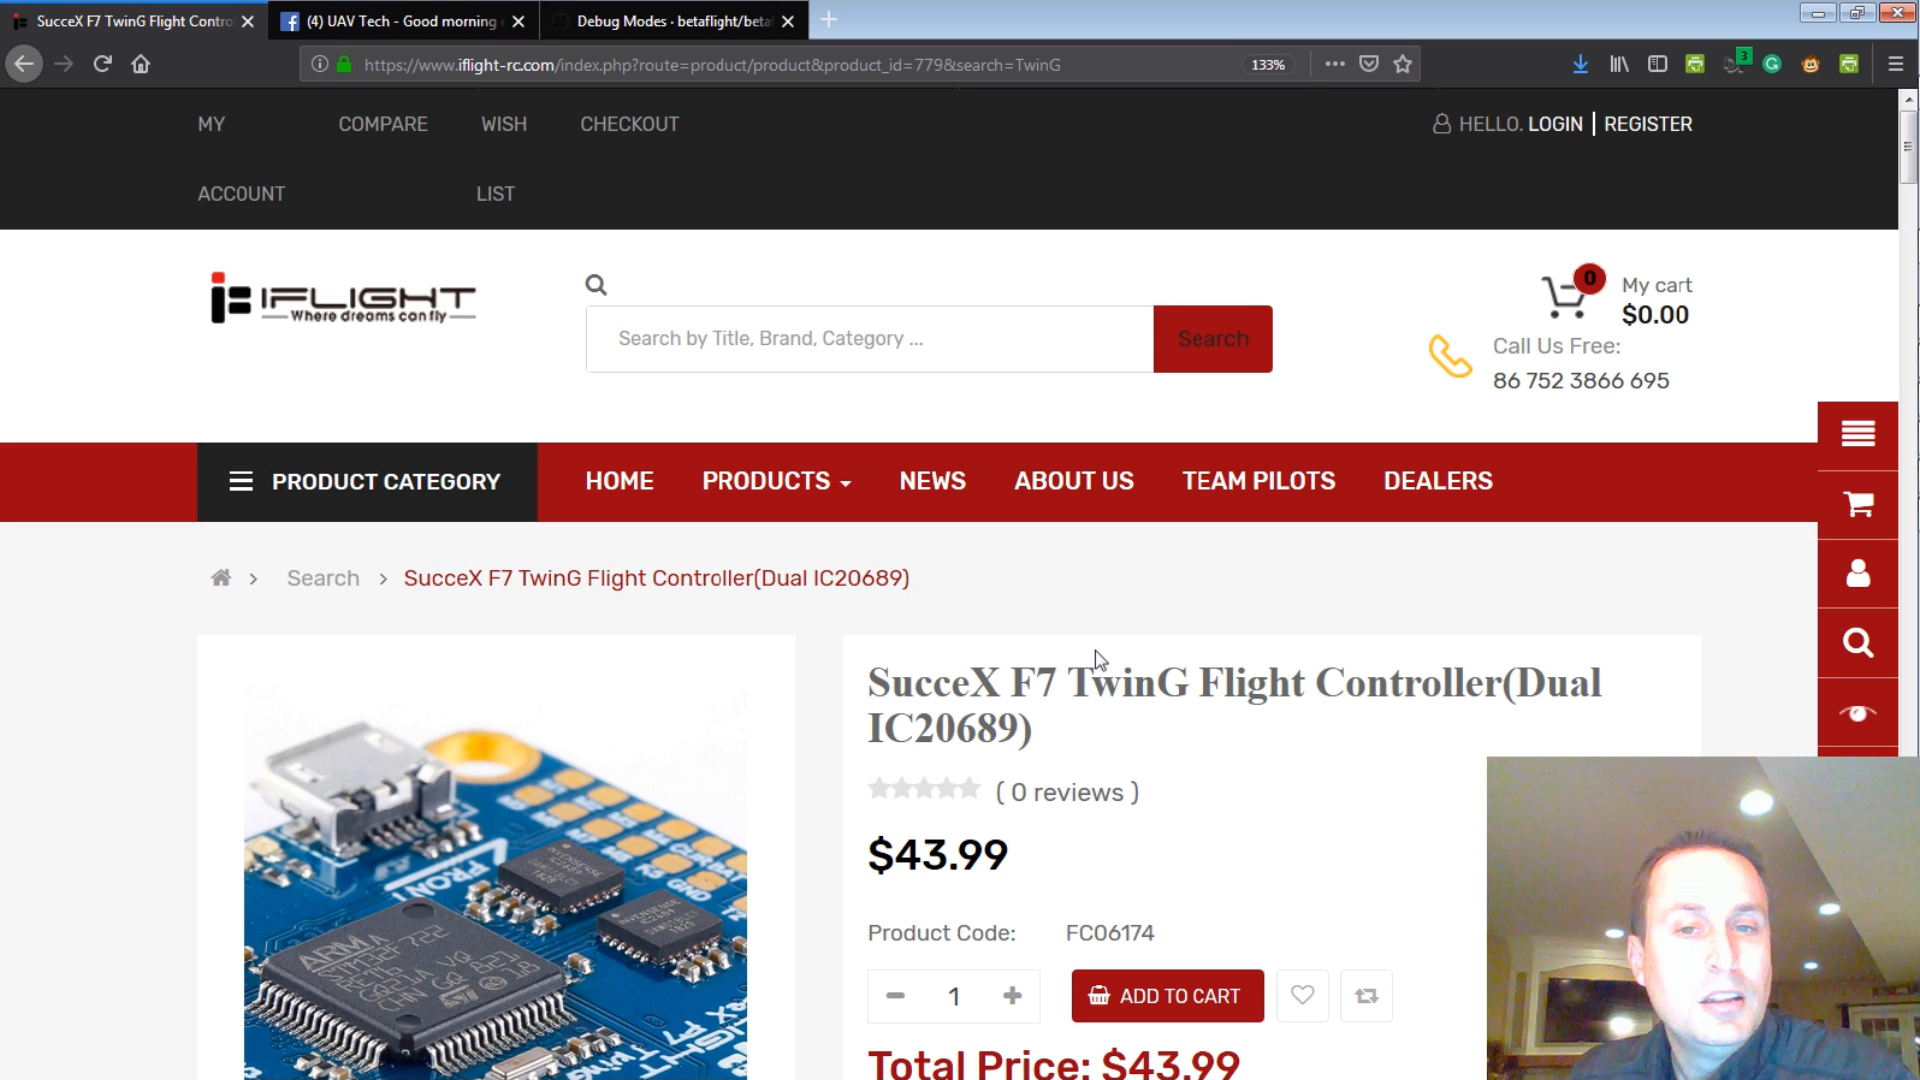 SucceX F7 TwinG Flight Contro
(4) UAV Tech - Good morning
Debug Modes · betaflight/beta
https://www.iflight-rc.com/index.php?route=product/product&product_id=779&search=TwinG
133%
3
MY ACCOUNT
COMPARE
WISH LIST
CHECKOUT
HELLO. LOGIN | REGISTER
IFLIGHT
Where dreams can fly
Search by Title, Brand, Category ...
Search
0
My cart
$0.00
Call Us Free:
86 752 3866 695
PRODUCT CATEGORY
HOME
PRODUCTS
NEWS
ABOUT US
TEAM PILOTS
DEALERS
Search
SucceX F7 TwinG Flight Controller(Dual IC20689)
SucceX F7 TwinG Flight Controller(Dual
IC20689)
( 0 reviews )
$43.99
Product Code: FC06174
1
ADD TO CART
Total Price: $43.99
INVENSENSE
INVENSENSE
ARM
GND